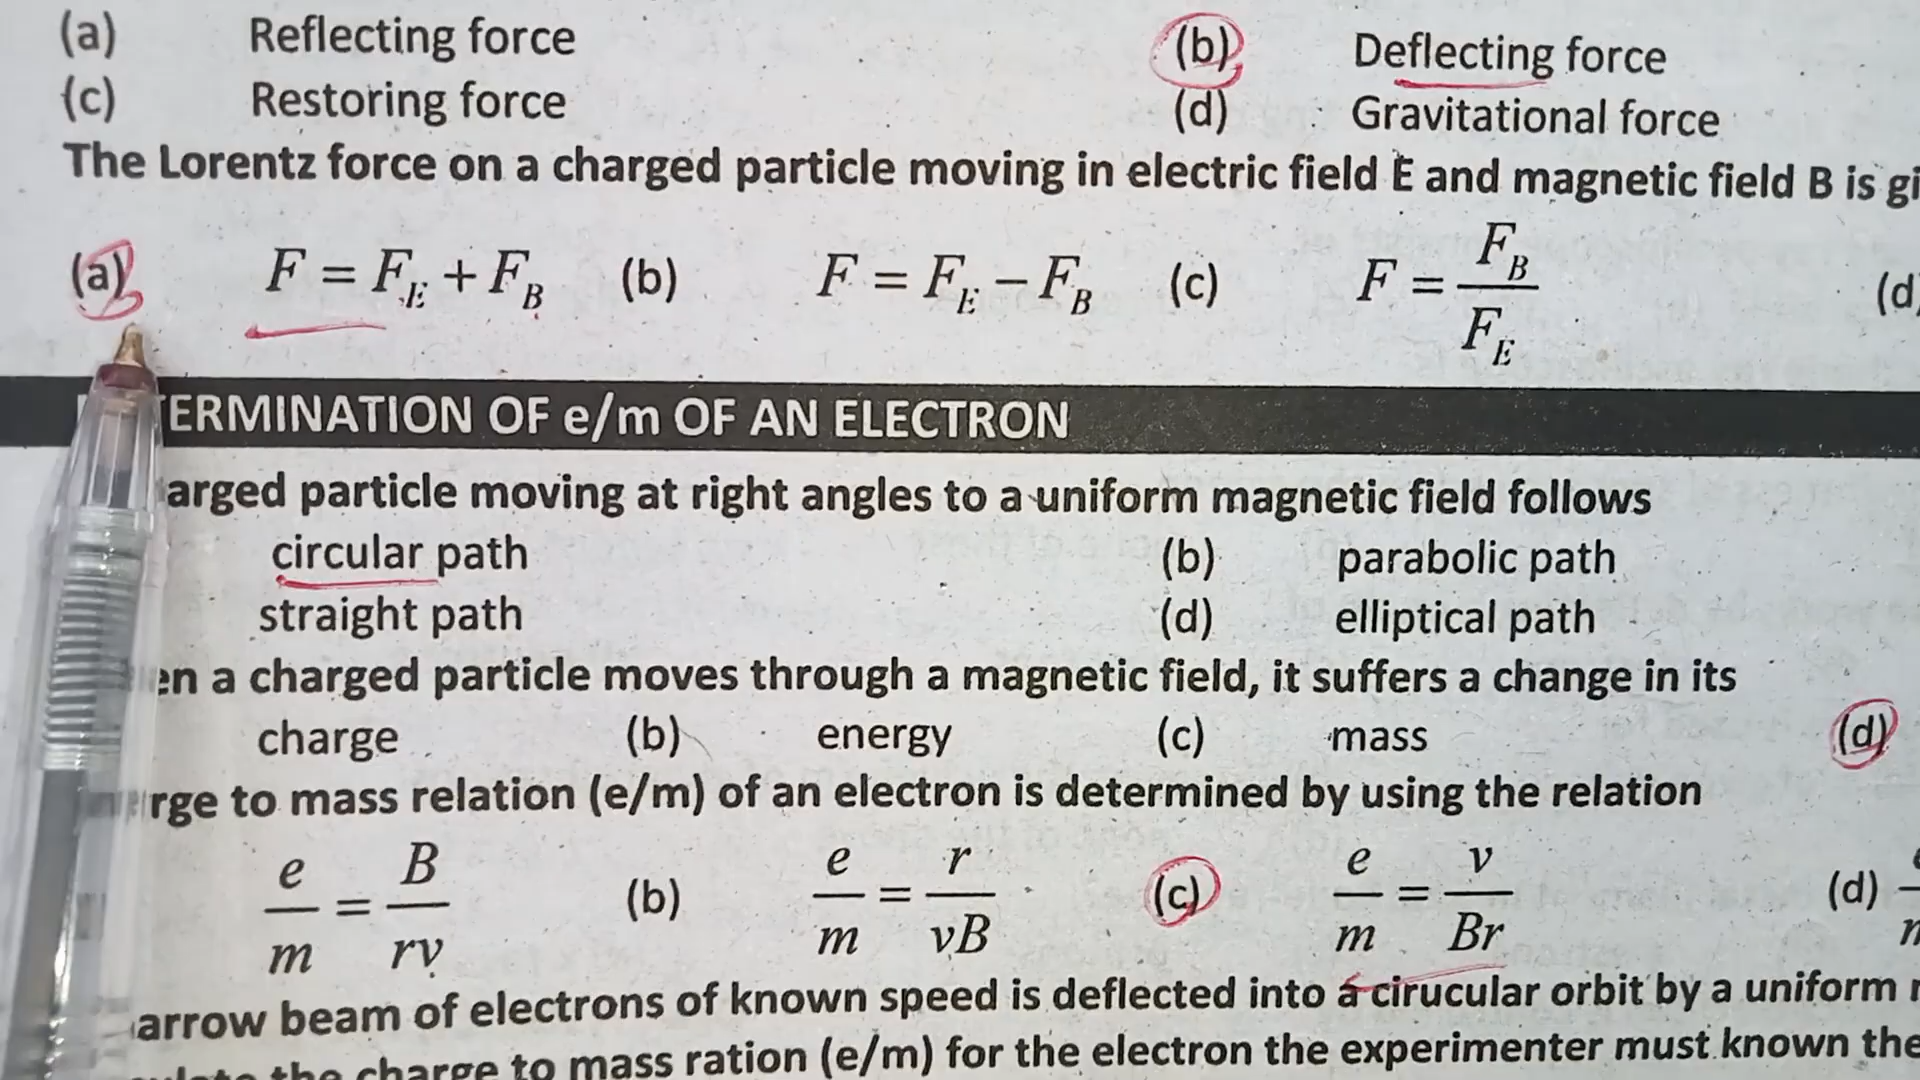 (a) Reflecting force (b) Deflecting force
(c) Restoring force (d) Gravitational force
The Lorentz force on a charged particle moving in electric field E and magnetic field B is gi
(a) F = F_E + F_B (b) F = F_E − F_B (c) F = F_B / F_E (d)
TERMINATION OF e/m OF AN ELECTRON
arged particle moving at right angles to a uniform magnetic field follows
circular path (b) parabolic path
straight path (d) elliptical path
en a charged particle moves through a magnetic field, it suffers a change in its
charge (b) energy (c) mass (d)
rge to mass relation (e/m) of an electron is determined by using the relation
e/m = B/rv (b) e/m = r/vB (c) e/m = v/Br (d)
arrow beam of electrons of known speed is deflected into a cirucular orbit by a uniform
the charge to mass ration (e/m) for the electron the experimenter must known the